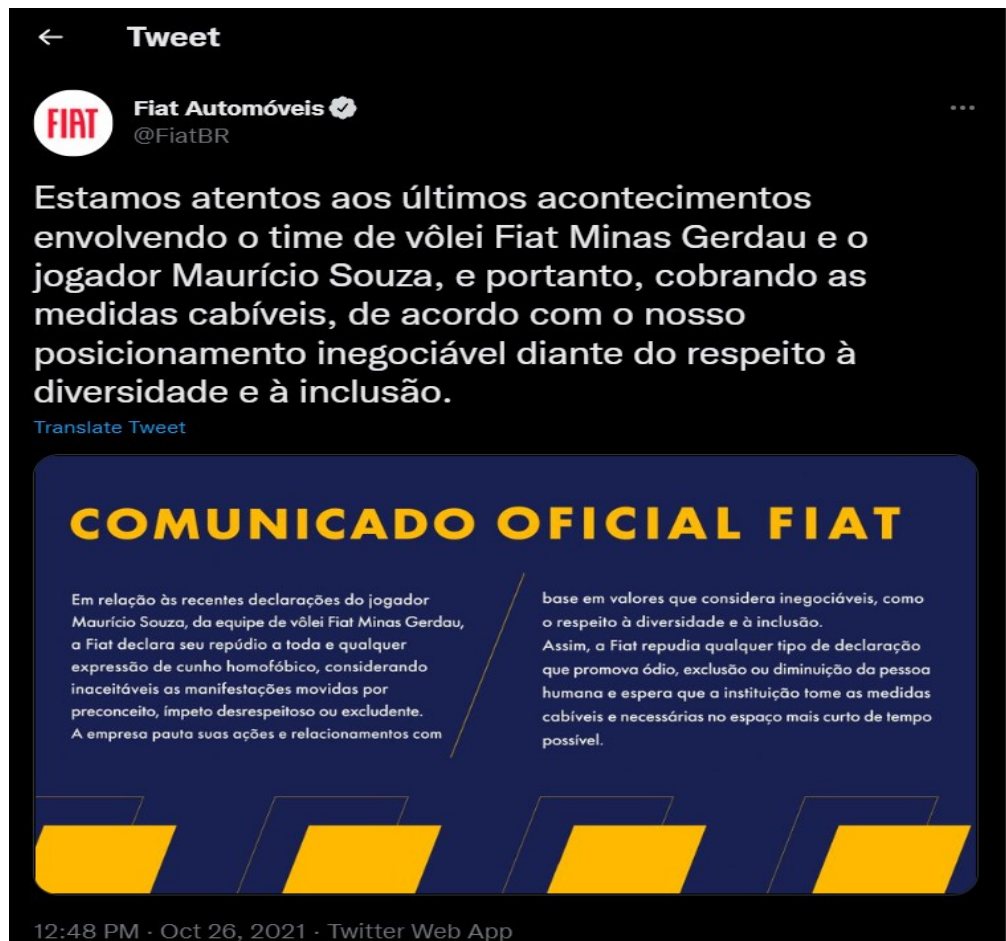 Tweet
FIAT
Fiat Automóveis
@FiatBR
Estamos atentos aos últimos acontecimentos
envolvendo o time de vôlei Fiat Minas Gerdau e o
jogador Maurício Souza, e portanto, cobrando as
medidas cabíveis, de acordo com o nosso
posicionamento inegociável diante do respeito à
diversidade e à inclusão.
Translate Tweet
COMUNICADO OFICIAL FIAT
Em relação às recentes declarações do jogador
Maurício Souza, da equipe de vôlei Fiat Minas Gerdau,
a Fiat declara seu repúdio a toda e qualquer
expressão de cunho homofóbico, considerando
inaceitáveis as manifestações movidas por
preconceito, ímpeto desrespeitoso ou excludente.
A empresa pauta suas ações e relacionamentos com
base em valores que considera inegociáveis, como
o respeito à diversidade e à inclusão.
Assim, a Fiat repudia qualquer tipo de declaração
que promova ódio, exclusão ou diminuição da pessoa
humana e espera que a instituição tome as medidas
cabíveis e necessárias no espaço mais curto de tempo
possível.
12:48 PM · Oct 26, 2021 · Twitter Web App